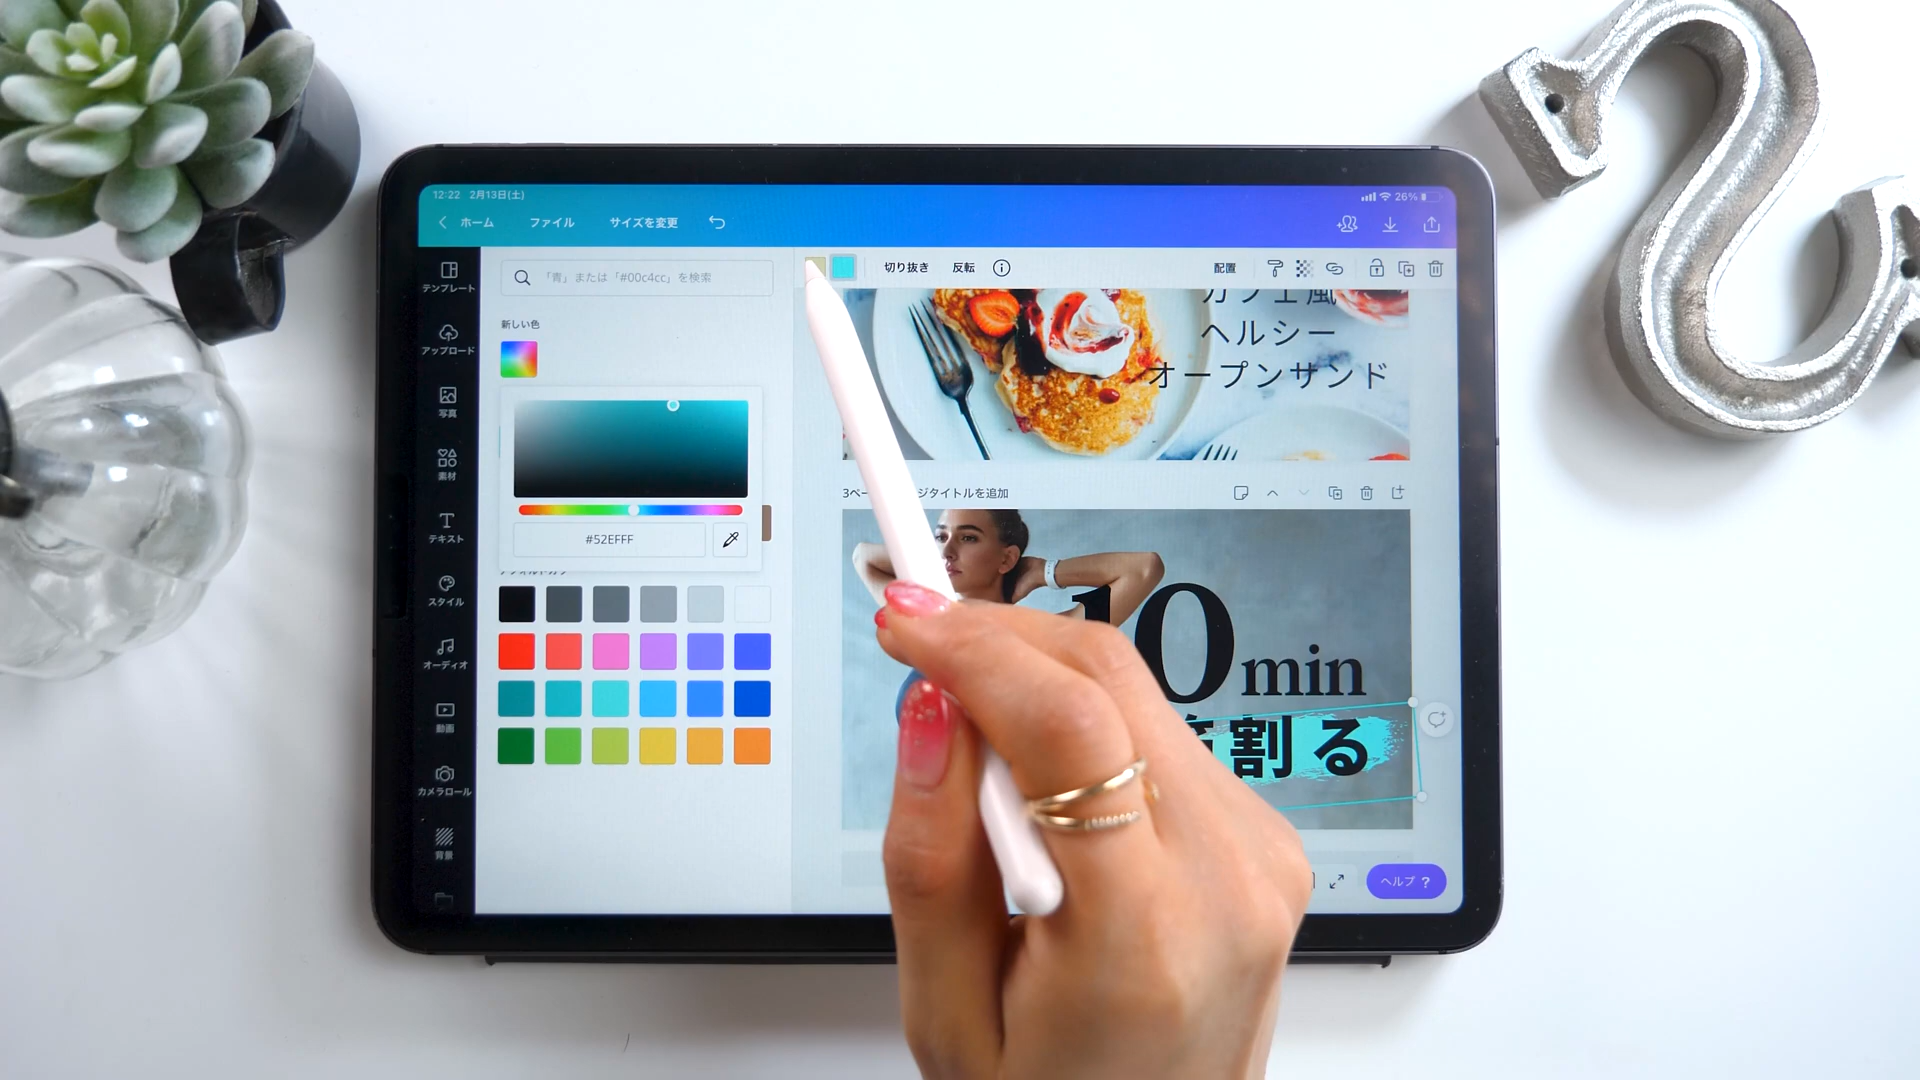 12:22 2月13日(土)
26%
ホーム ファイル サイズを変更
テンプレート
アップロード
写真
素材
テキスト
スタイル
オーディオ
動画
カメラロール
背景
「青」または「#00c4cc」を検索
新しい色
#52EFFF
切り抜き 反転 配置
カフェ風
ヘルシー
オープンサンド
3ペー
ジタイトルを追加
10min
割る
ヘルプ ?